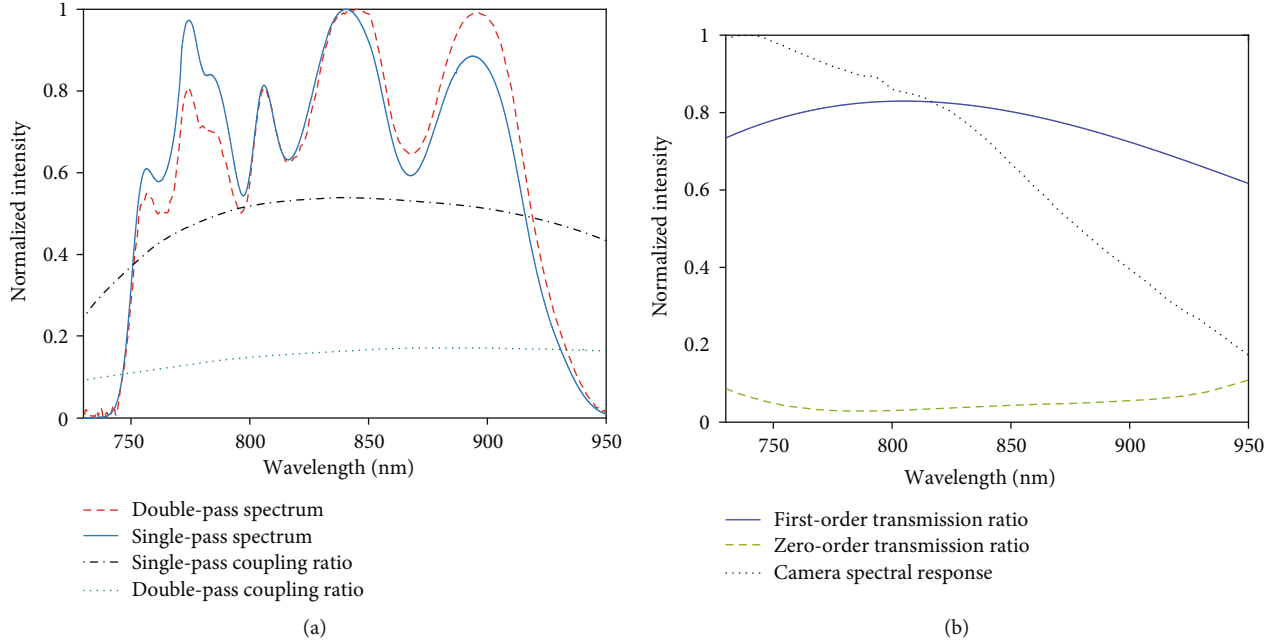 1
0.8
0.6
0.4
0.2
0
Normalized intensity
750
800
850
900
950
Wavelength (nm)
Double-pass spectrum
Single-pass spectrum
Single-pass coupling ratio
Double-pass coupling ratio
(a)
1
0.8
0.6
0.4
0.2
0
Normalized intensity
750
800
850
900
950
Wavelength (nm)
First-order transmission ratio
Zero-order transmission ratio
Camera spectral response
(b)